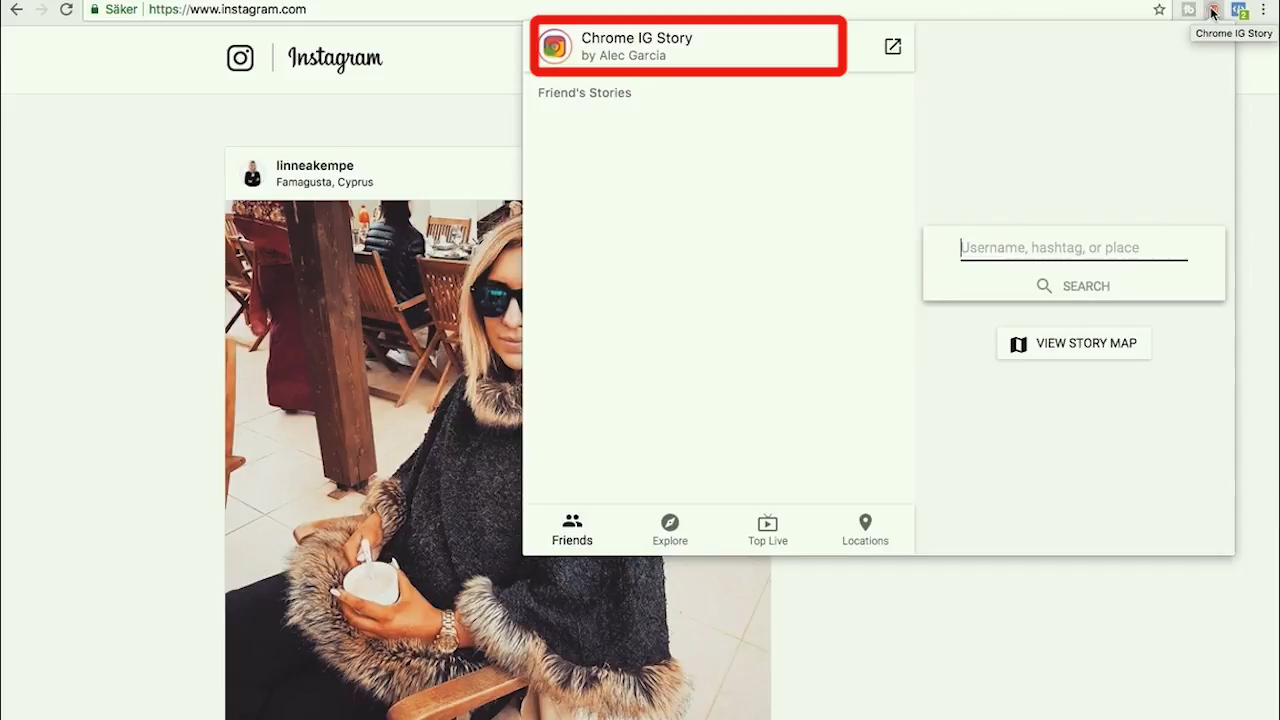 Säker
https://www.instagram.com
2
Chrome IG Story
Instagram
Chrome IG Story
by Alec Garcia
Friend's Stories
linneakempe
Famagusta, Cyprus
Username, hashtag, or place
SEARCH
VIEW STORY MAP
Friends
Explore
Top Live
Locations